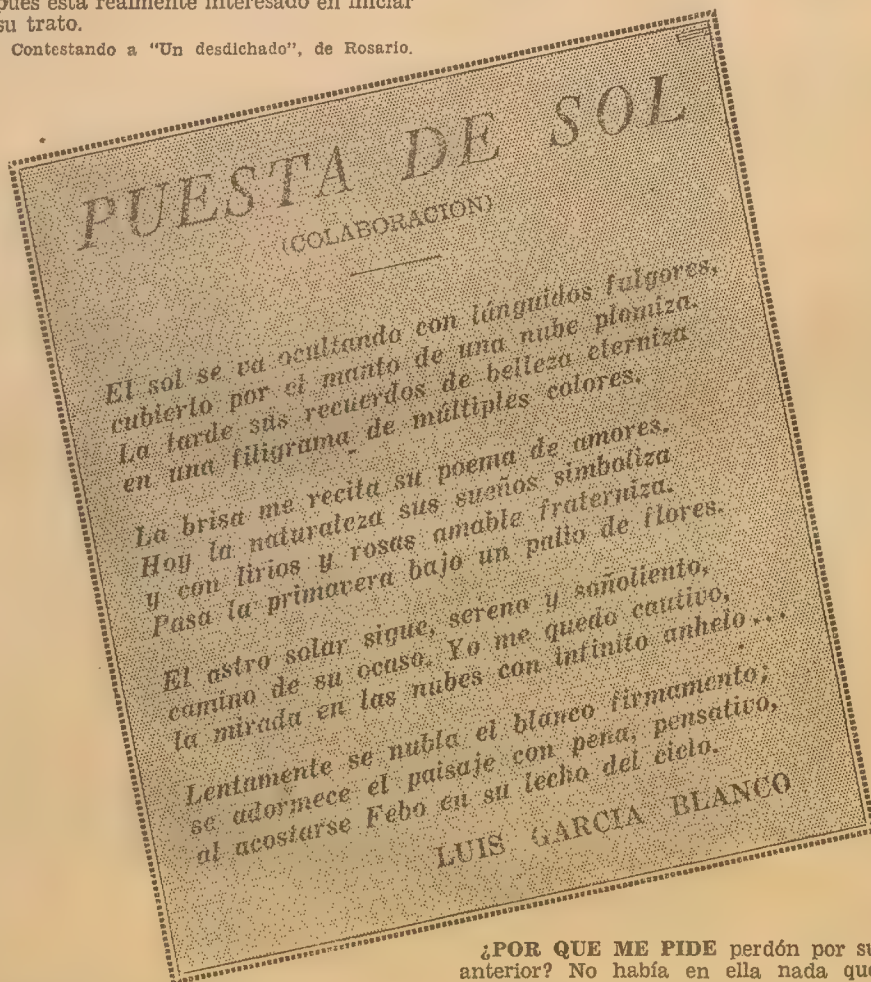 pues está realmente interesado en iniciar
su trato.
Contestando a "Un desdichado", de Rosario.
PUESTA DE SOL
(COLABORACION)
El sol se va ocultando con lánguidos fulgores,
cubierto por el manto de una nube plomiza.
La tarde sus recuerdos de belleza eterniza
en una filigrama de múltiples colores.
La brisa me recita su poema de amores.
Hoy la naturaleza sus sueños simboliza
y con lirios y rosas amable fraterniza.
Pasa la primavera bajo un palio de flores.
El astro solar sigue, sereno y soñoliento,
camino de su ocaso. Yo me quedo cautivo,
la mirada en las nubes con infinito anhelo...
Lentamente se nubla el blanco firmamento;
se adormece el paisaje con pena, pensativo,
al acostarse Febo en su lecho del cielo.
LUIS GARCIA BLANCO
¿POR QUE ME PIDE perdón por su
anterior? No había en ella nada que